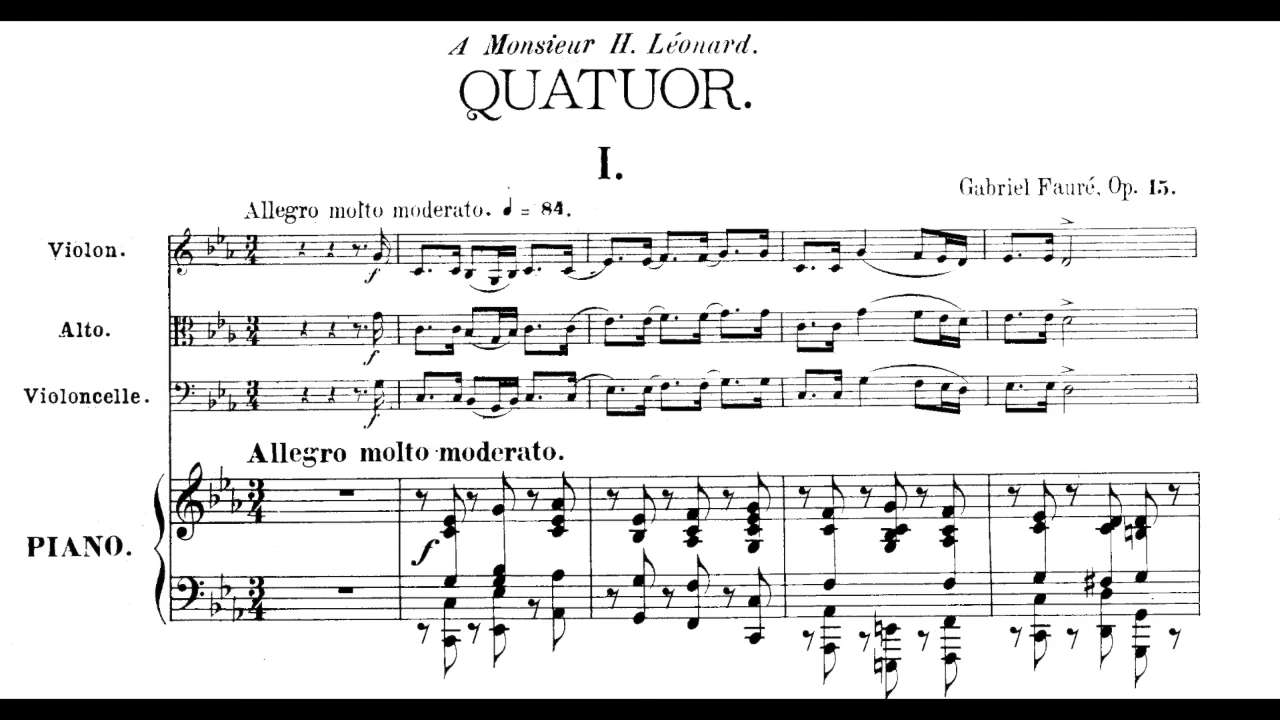 A Monsieur H. Léonard.
QUATUOR.
I.
Gabriel Fauré, Op. 15.
Allegro molto moderato. ♩ = 84.
Violon.
f
Alto.
f
Violoncelle.
f
Allegro molto moderato.
PIANO.
f